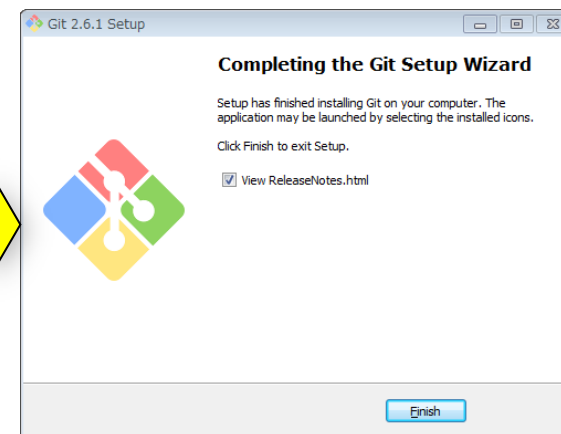 Git 2.6.1 Setup
Completing the Git Setup Wizard
Setup has finished installing Git on your computer. The
application may be launched by selecting the installed icons.
Click Finish to exit Setup.
View ReleaseNotes.html
Finish